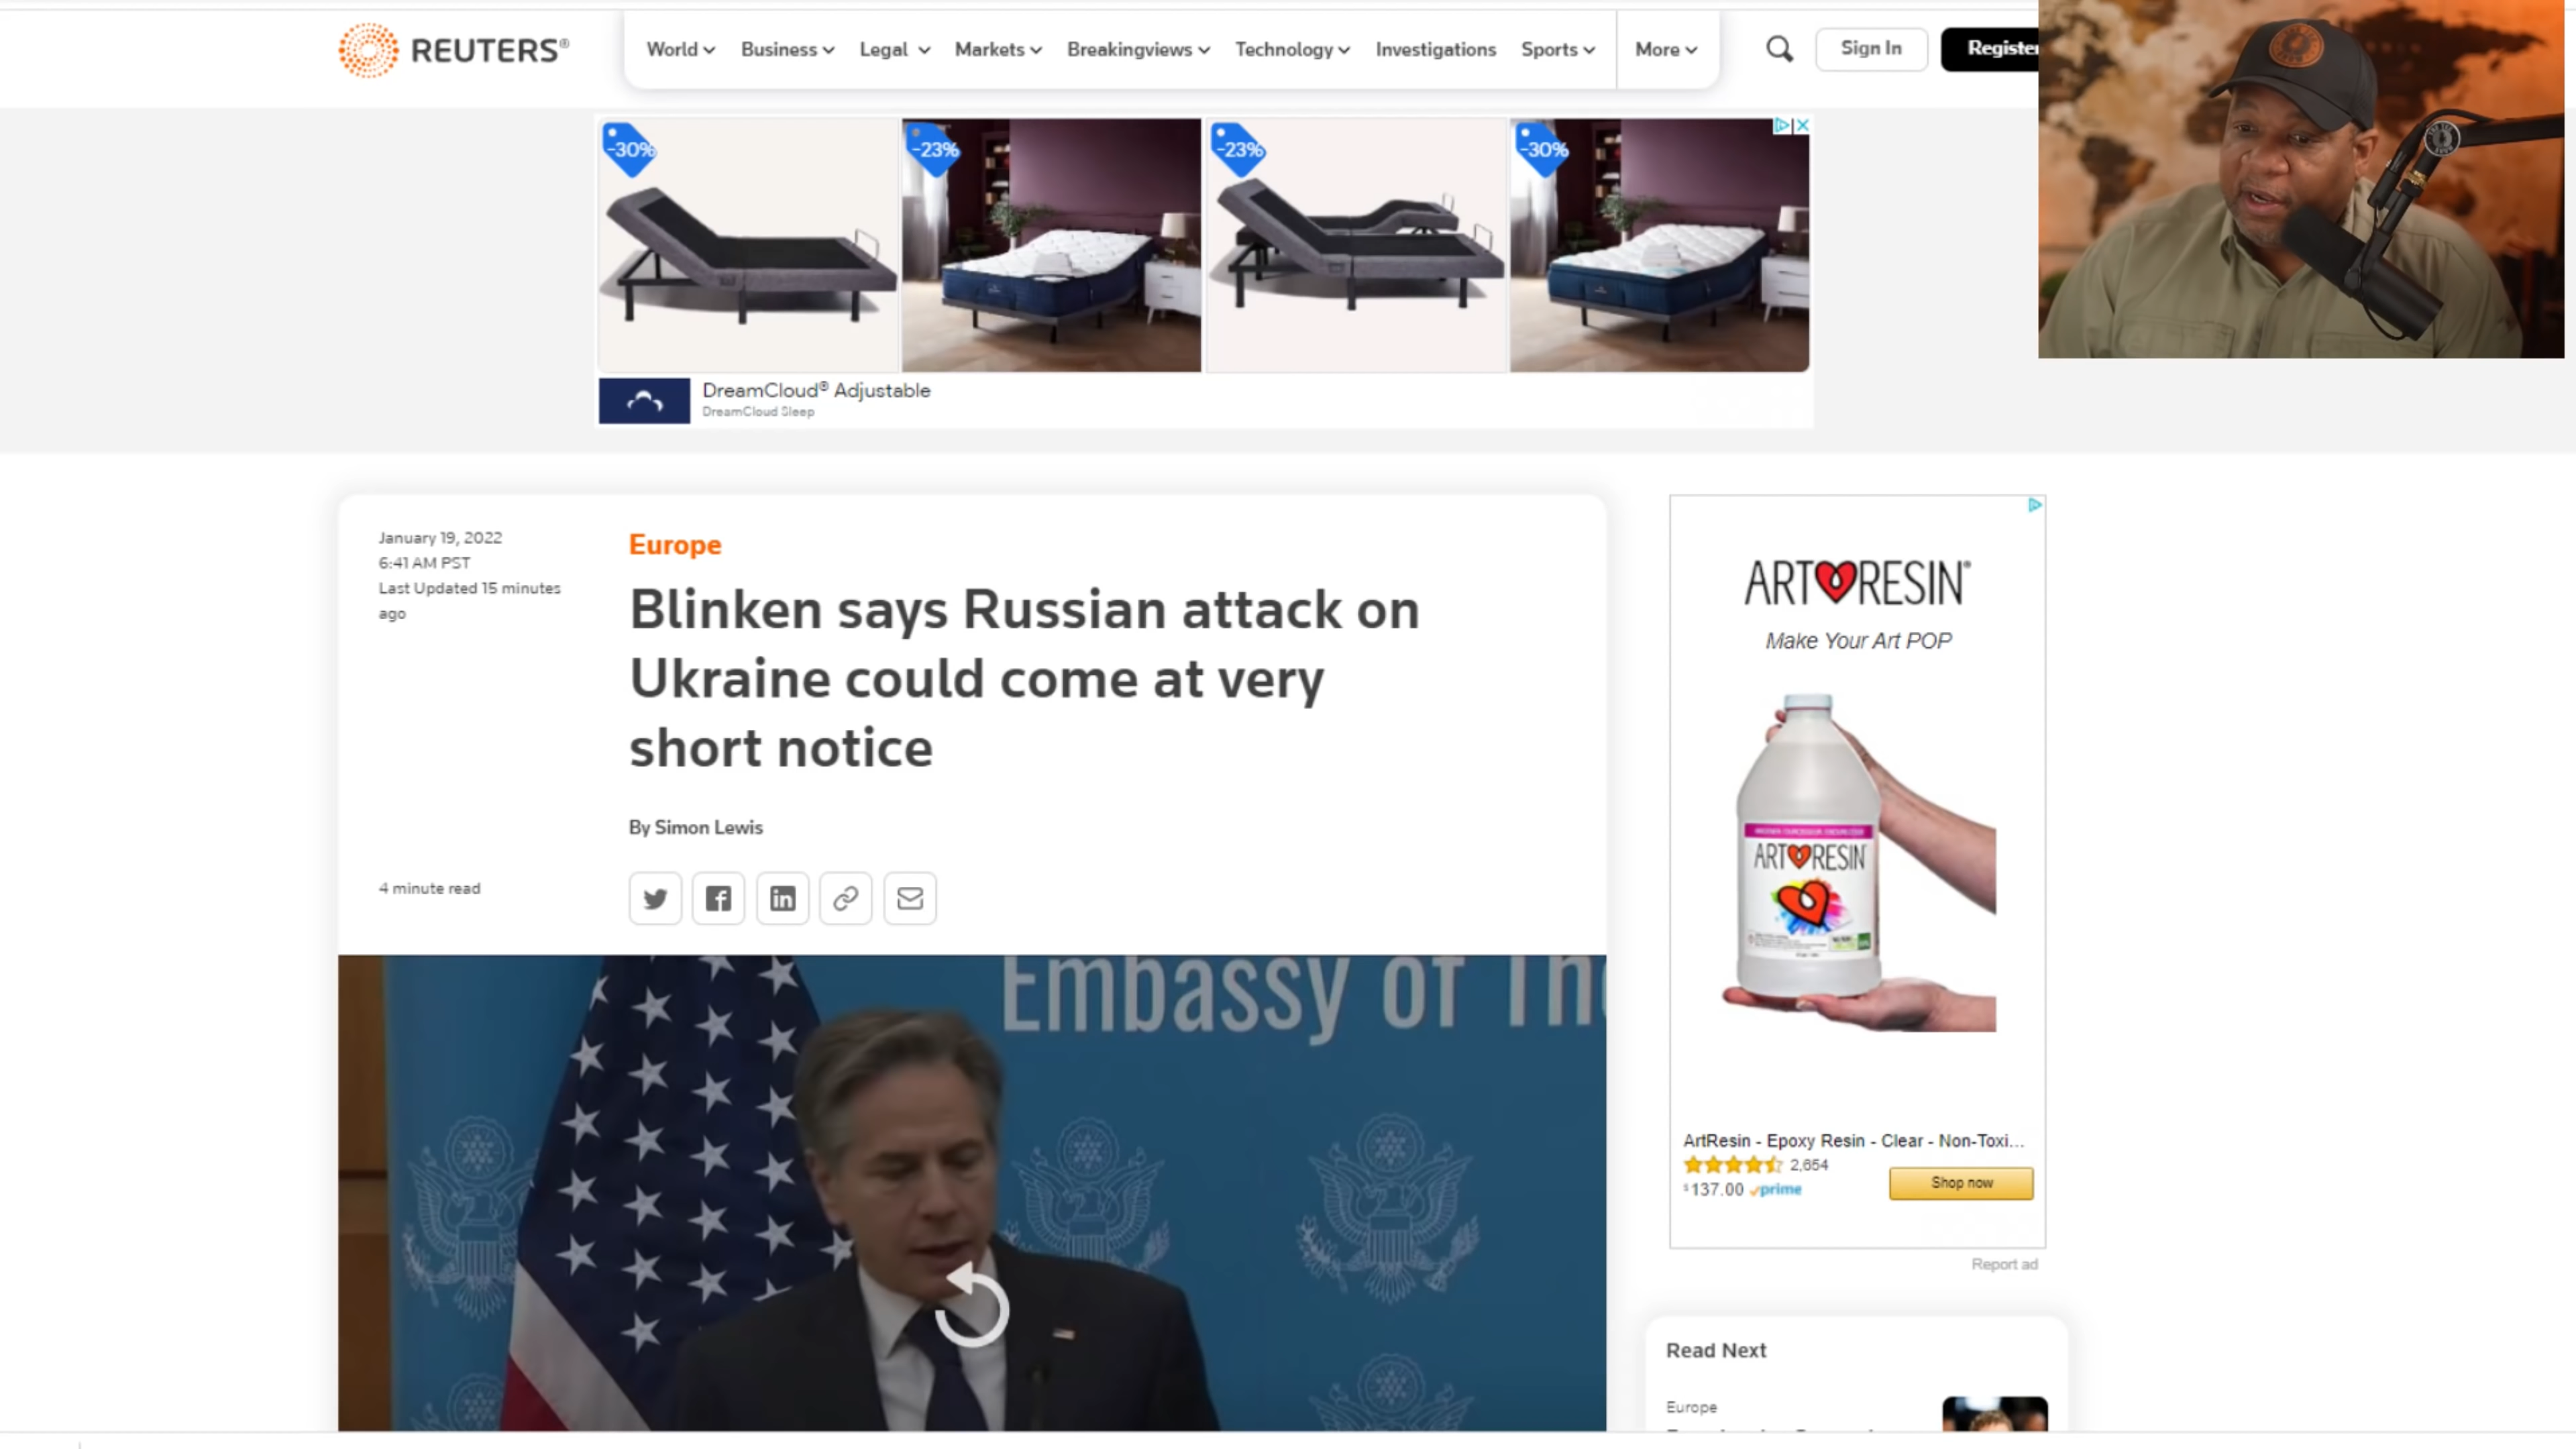 REUTERS®
World
Business
Legal
Markets
Breakingviews
Technology
Investigations
Sports
More
Sign In
Register
-30%
-23%
-23%
-30%
DreamCloud® Adjustable
DreamCloud Sleep
January 19, 2022
6:41 AM PST
Last Updated 15 minutes
ago
Europe
Blinken says Russian attack on
Ukraine could come at very
short notice
By Simon Lewis
4 minute read
Embassy of The
ART RESIN®
Make Your Art POP
ART RESIN
ArtResin - Epoxy Resin - Clear - Non-Toxi...
2,654
$137.00 prime
Shop now
Report ad
Read Next
Europe